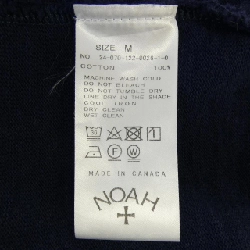 SIZE M
COTTON 100%
MACHINE WASH COLD
DO NOT BLEACH
DO NOT TUMBLE DRY
LINE DRY IN THE SHADE
COOL IRON
DRY CLEAN
WET CLEAN
MADE IN CANADA
NOAH